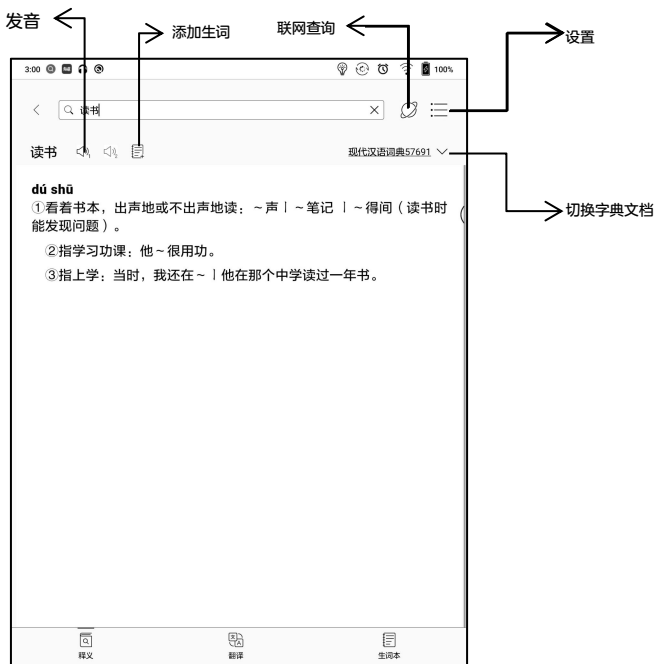 发音
添加生词
联网查询
设置
3:00
100%
读书
读书
现代汉语词典57691
切换字典文档
dú shū
①看着书本，出声地或不出声地读：～声｜～笔记 ｜～得间（读书时
能发现问题）。
②指学习功课：他～很用功。
③指上学：当时，我还在～｜他在那个中学读过一年书。
释义
翻译
生词本